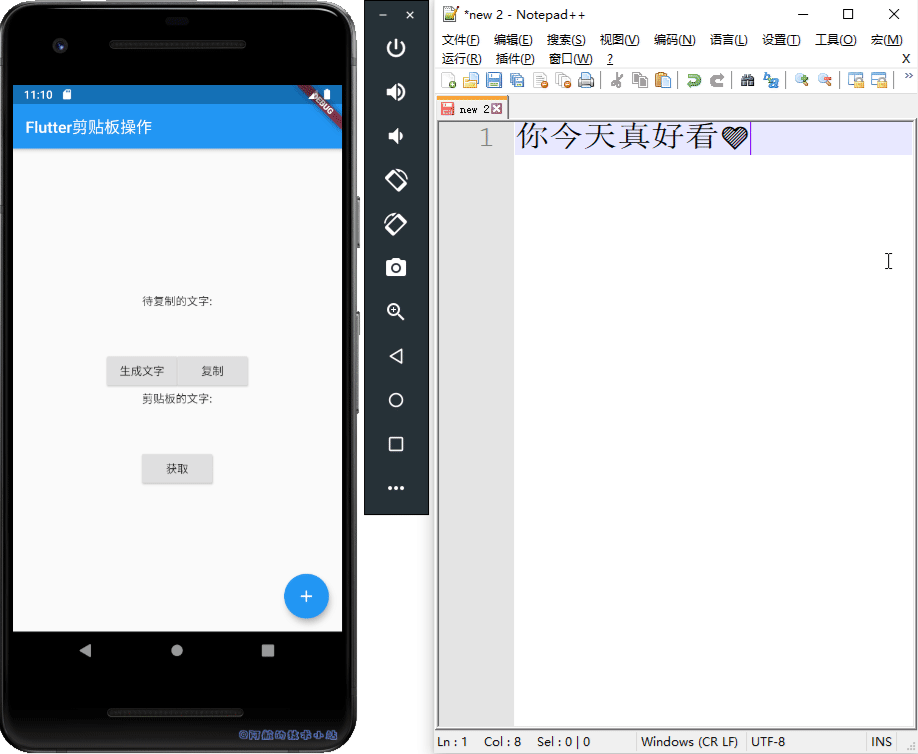 11:10
DEBUG
Flutter剪贴板操作
待复制的文字:
生成文字 复制
剪贴板的文字:
获取
*new 2 - Notepad++
文件(F) 编辑(E) 搜索(S) 视图(V) 编码(N) 语言(L) 设置(T) 工具(O) 宏(M)
运行(R) 插件(P) 窗口(W) ? X
new 2
1 你今天真好看
Ln : 1 Col : 8 Sel : 0 | 0 Windows (CR LF) UTF-8 INS